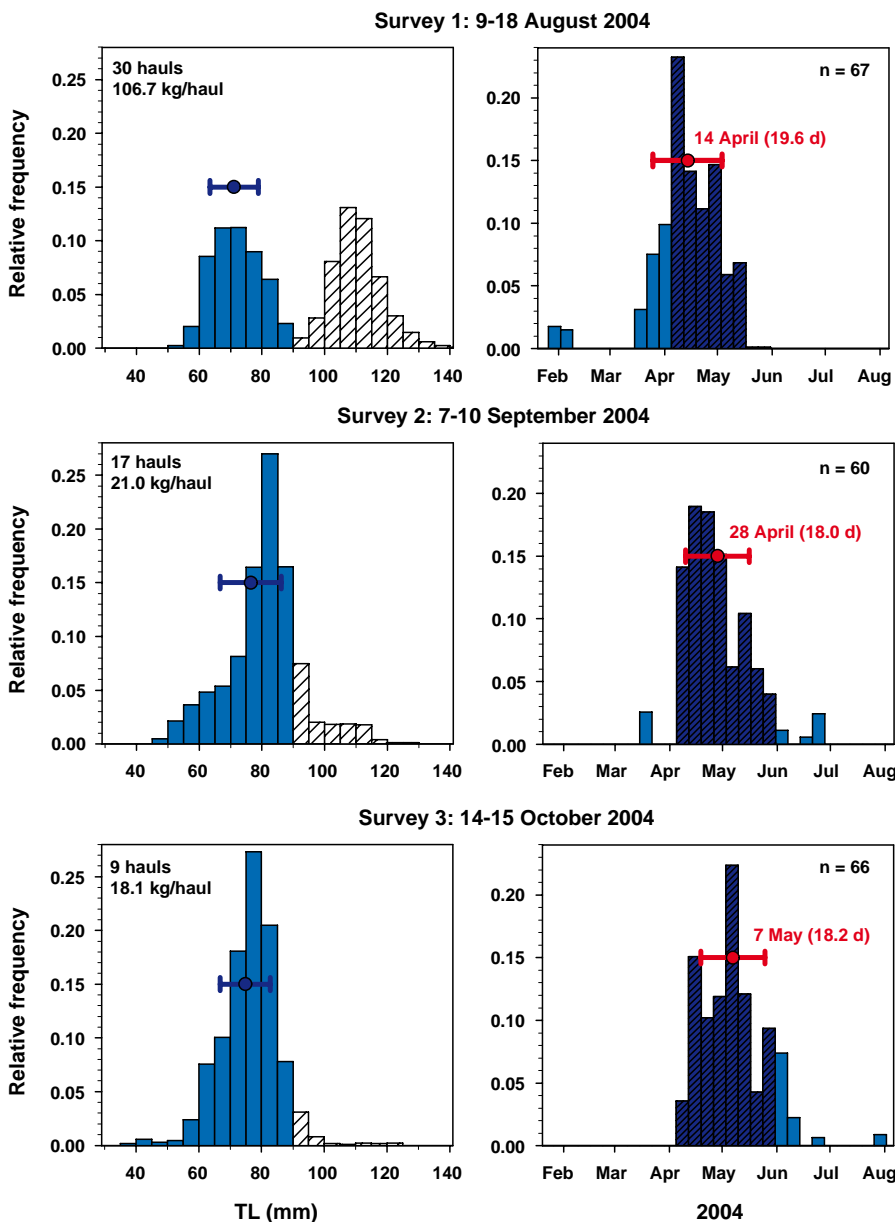 Survey 1: 9-18 August 2004
30 hauls
106.7 kg/haul
n = 67
14 April (19.6 d)
Relative frequency
0.25
0.20
0.15
0.10
0.05
0.00
40 60 80 100 120 140
0.20
0.15
0.10
0.05
0.00
Feb Mar Apr May Jun Jul Aug
Survey 2: 7-10 September 2004
17 hauls
21.0 kg/haul
n = 60
28 April (18.0 d)
Relative frequency
0.25
0.20
0.15
0.10
0.05
0.00
40 60 80 100 120 140
0.20
0.15
0.10
0.05
0.00
Feb Mar Apr May Jun Jul Aug
Survey 3: 14-15 October 2004
9 hauls
18.1 kg/haul
n = 66
7 May (18.2 d)
Relative frequency
0.25
0.20
0.15
0.10
0.05
0.00
40 60 80 100 120 140
0.20
0.15
0.10
0.05
0.00
Feb Mar Apr May Jun Jul Aug
TL (mm)
2004